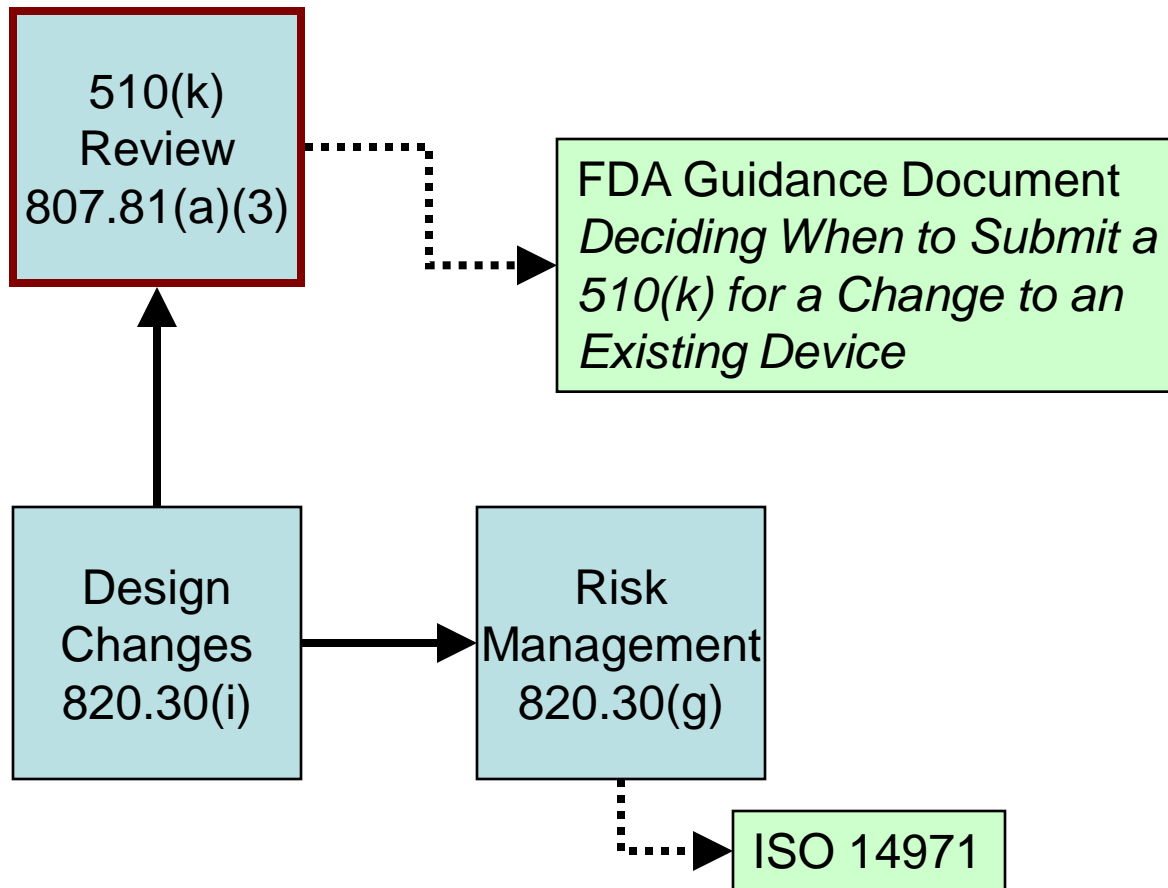 510(k)
Review
807.81(a)(3)
FDA Guidance Document
Deciding When to Submit a
510(k) for a Change to an
Existing Device
Design
Changes
820.30(i)
Risk
Management
820.30(g)
ISO 14971